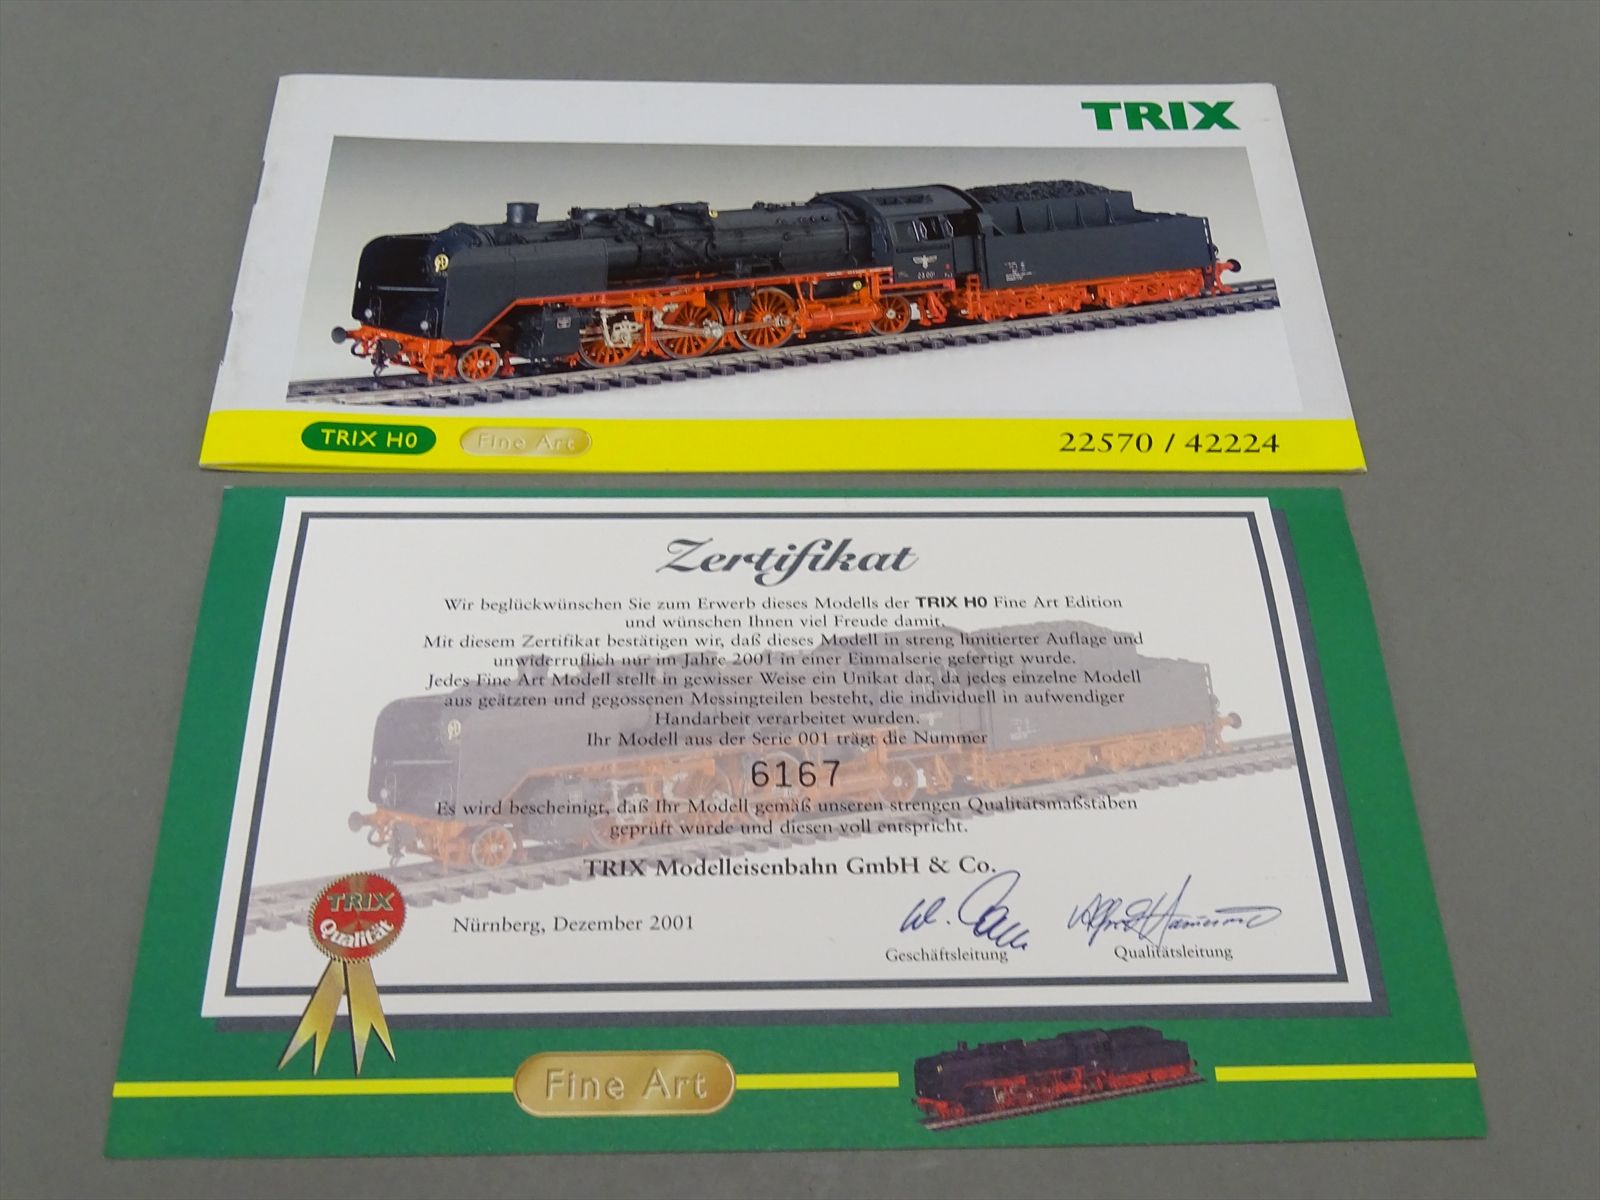 TRIX
03 001
TRIX H0
Fine Art
22570 / 42224
Zertifikat
Wir beglückwünschen Sie zum Erwerb dieses Modells der TRIX H0 Fine Art Edition
und wünschen Ihnen viel Freude damit.
Mit diesem Zertifikat bestätigen wir, daß dieses Modell in streng limitierter Auflage und
unwiderruflich nur im Jahre 2001 in einer Einmalserie gefertigt wurde.
Jedes Fine Art Modell stellt in gewisser Weise ein Unikat dar, da jedes einzelne Modell
aus geätzten und gegossenen Messingteilen besteht, die individuell in aufwendiger
Handarbeit verarbeitet wurden.
Ihr Modell aus der Serie 001 trägt die Nummer
6167
Es wird bescheinigt, daß Ihr Modell gemäß unseren strengen Qualitätsmaßstäben
geprüft wurde und diesen voll entspricht.
TRIX Modelleisenbahn GmbH & Co.
TRIX
Qualität
Nürnberg, Dezember 2001
Geschäftsleitung
Qualitätsleitung
Fine Art